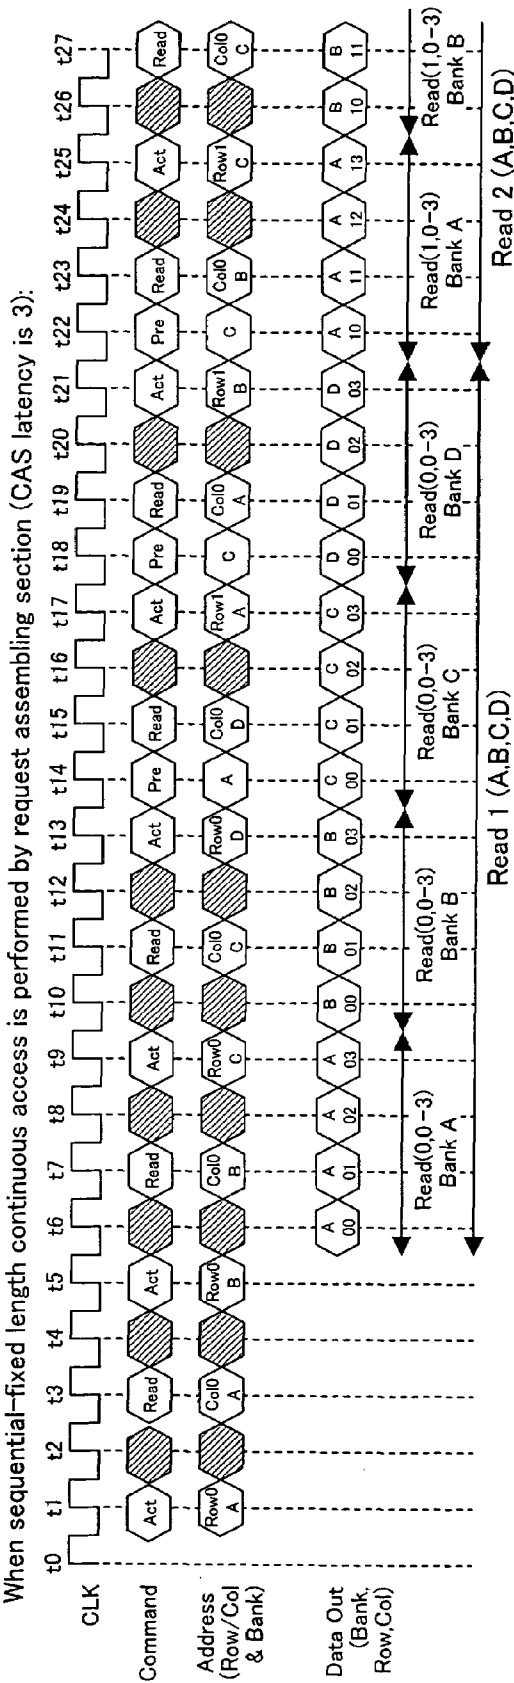 When sequential-fixed length continuous access is performed by request assembling section (CAS latency is 3):
t0 t1 t2 t3 t4 t5 t6 t7 t8 t9 t10 t11 t12 t13 t14 t15 t16 t17 t18 t19 t20 t21 t22 t23 t24 t25 t26 t27
CLK
Command
Act Read Act Read Act Read Act Pre Read Act Pre Read Act Pre Read Act Read
Address
(Row/Col
& Bank)
Row0 Col0 Row0 Col0 Row0 Col0 Row0 Col0 Row1 Col0 Row1 Col0 Row1 Col0
A A B B C C D A D A C A B C B C C
Data Out
(Bank,
Row,Col)
A A A A B B B B C C C C D D D D A A A A B B
00 01 02 03 00 01 02 03 00 01 02 03 00 01 02 03 10 11 12 13 10 11
Read(0,0-3) Read(0,0-3) Read(0,0-3) Read(0,0-3) Read(1,0-3) Read(1,0-3)
Bank A Bank B Bank C Bank D Bank A Bank B
Read 1 (A,B,C,D) Read 2 (A,B,C,D)